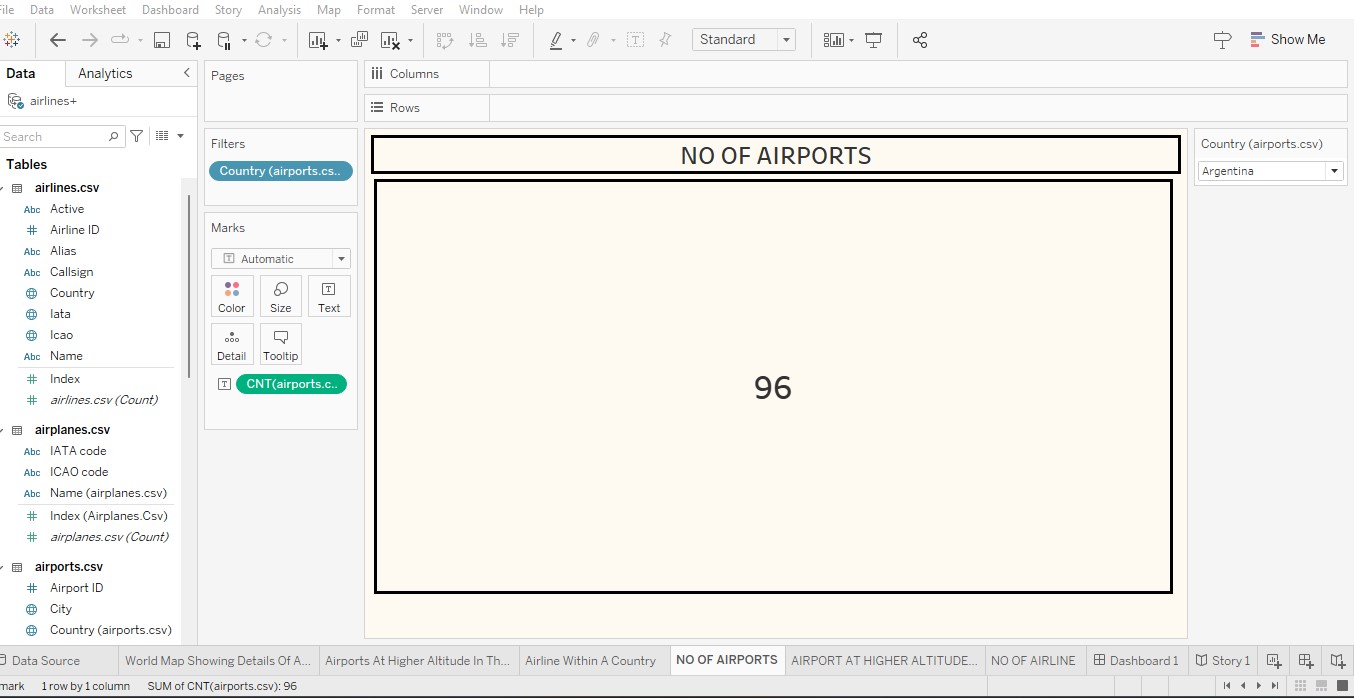 File Data Worksheet Dashboard Story Analysis Map Format Server Window Help
Standard
Show Me
Data Analytics
airlines+
Search
Tables
airlines.csv
Abc Active
Airline ID
Abc Alias
Abc Callsign
Country
Iata
Icao
Abc Name
Index
airlines.csv (Count)
airplanes.csv
Abc IATA code
Abc ICAO code
Abc Name (airplanes.csv)
Index (Airplanes.Csv)
airplanes.csv (Count)
airports.csv
Airport ID
City
Country (airports.csv)
Pages
Filters
Country (airports.cs..
Marks
T Automatic
Color Size Text
Detail Tooltip
T CNT(airports.c..
Columns
Rows
NO OF AIRPORTS
96
Country (airports.csv)
Argentina
Data Source World Map Showing Details Of A... Airports At Higher Altitude In Th... Airline Within A Country NO OF AIRPORTS AIRPORT AT HIGHER ALTITUDE... NO OF AIRLINE Dashboard 1 Story 1
mark 1 row by 1 column SUM of CNT(airports.csv): 96